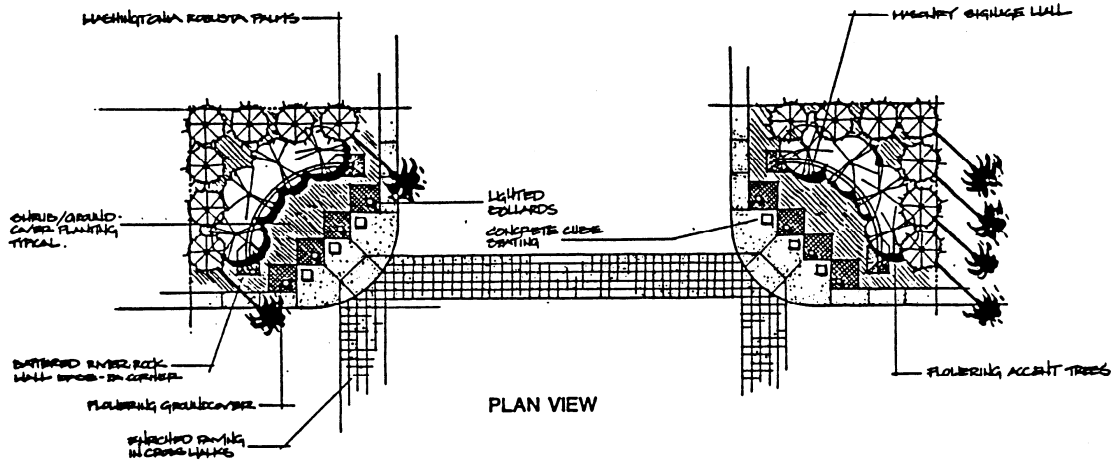 WASHINGTONIA ROBUSTA PALMS
MASONRY SIGNAGE WALL
SHRUB/GROUND-
COVER PLANTING
TYPICAL.
LIGHTED
BOLLARDS
CONCRETE CUBE
SEATING
BATTERED RIVER ROCK
WALL BASE - EA CORNER
FLOWERING GROUNDCOVER
FLOWERING ACCENT TREES
PLAN VIEW
ENRICHED PAVING
IN CROSS WALKS